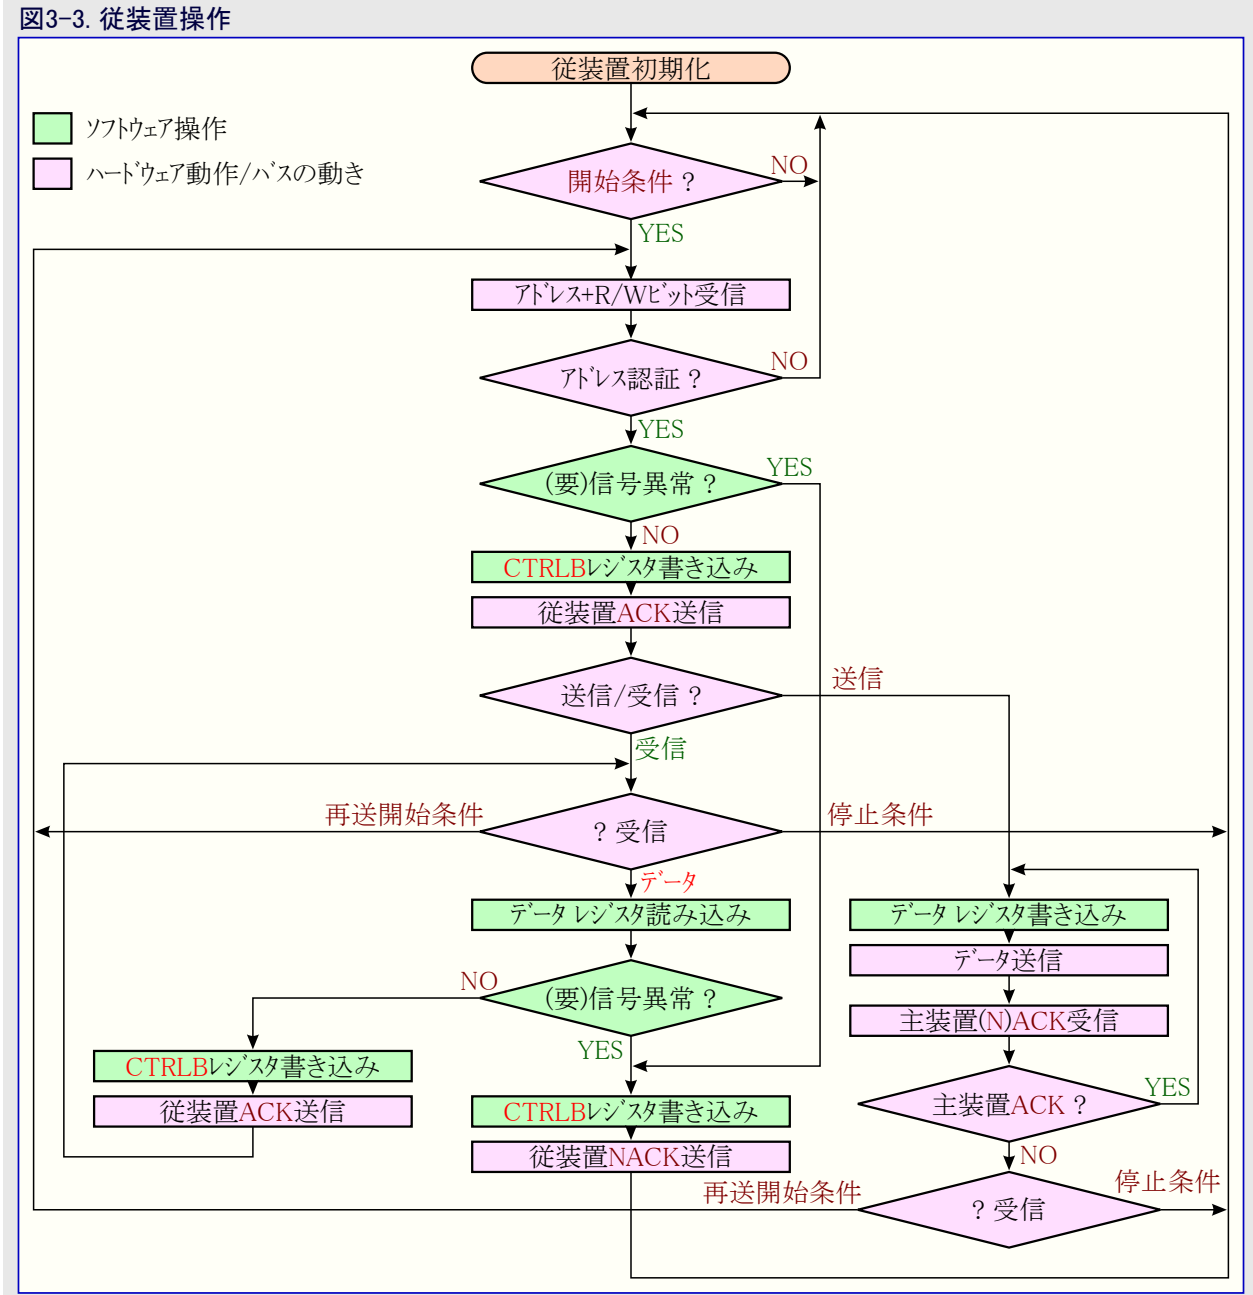 図3-3. 従装置操作
従装置初期化
ソフトウェア操作
ハードウェア動作/バスの動き
開始条件 ?
NO
YES
アドレス+R/Wビット受信
アドレス認証 ?
NO
YES
(要)信号異常 ?
YES
NO
CTRLBレジスタ書き込み
従装置ACK送信
送信/受信 ?
送信
受信
再送開始条件
? 受信
停止条件
データ
データ レジスタ読み込み
データ レジスタ書き込み
データ送信
NO
(要)信号異常 ?
主装置(N)ACK受信
YES
CTRLBレジスタ書き込み
従装置ACK送信
CTRLBレジスタ書き込み
主装置ACK ?
YES
従装置NACK送信
NO
再送開始条件
? 受信
停止条件